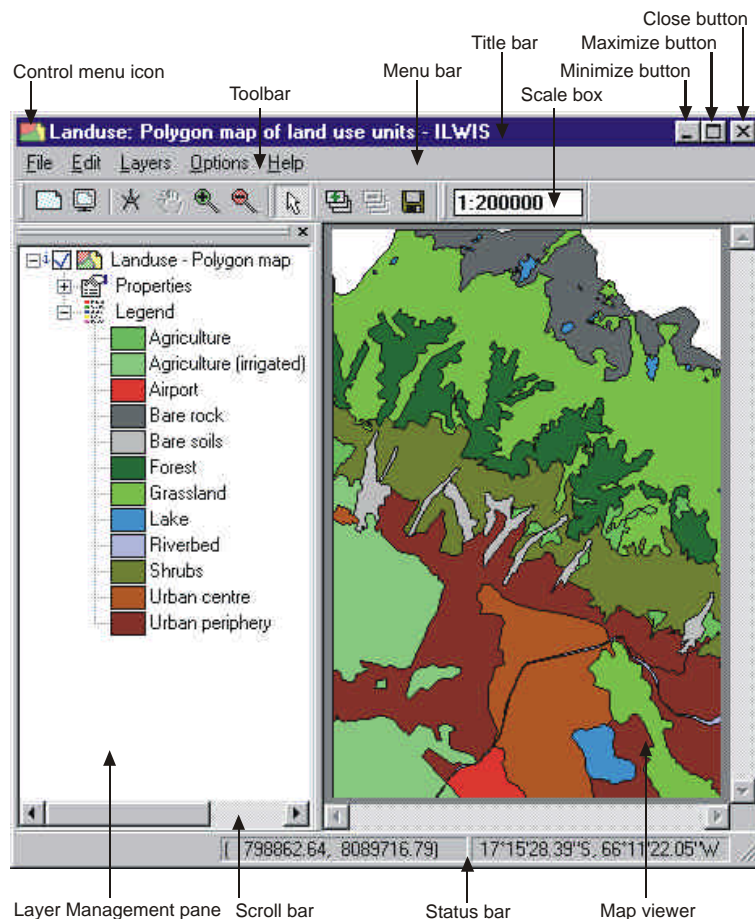 Close button
Title bar
Maximize button
Control menu icon
Menu bar
Minimize button
Toolbar
Scale box
Landuse: Polygon map of land use units - ILWIS
File Edit Layers Options Help
1:200000
Landuse - Polygon map
Properties
Legend
Agriculture
Agriculture (irrigated)
Airport
Bare rock
Bare soils
Forest
Grassland
Lake
Riverbed
Shrubs
Urban centre
Urban periphery
( 798862.64, 8089716.79) 17°15'28.39"S, 66°11'22.05"W
Layer Management pane Scroll bar Status bar Map viewer